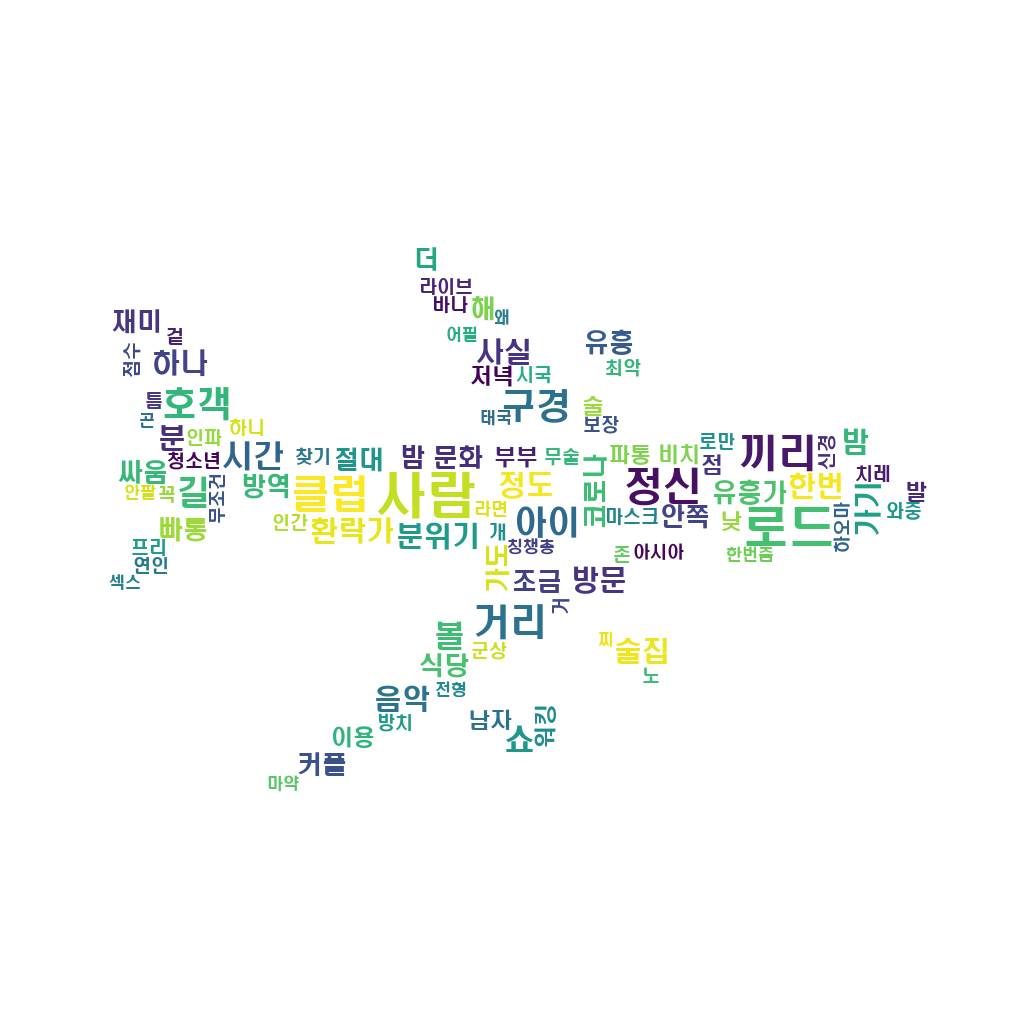 더
라이브
바나
해
왜
재미
겉
어필
유흥
점수
하나
사실
최악
저녁
시국
틈
호객
구경
술
곤
태국
보장
분
인파
하니
로만
밤
청소년
시간
찾기
절대
밤 문화
부부
무술
파통 비치
점
끼리
신경
싸움
치레
안팔
꼭
길
무조건
방역
클럽
사람
정도
코로나
정신
유흥가
한번
발
빠통
인간
환락가
분위기
라면
개
아이
마스크
안쪽
낮
로드
하오마
가기
와중
프리
연인
칭챙총
존
아시아
한번쯤
섹스
가도
조금
방문
거
거리
볼
군상
찌
술집
식당
노
전형
음악
방치
남자
쇼
워킹
이용
커플
마약